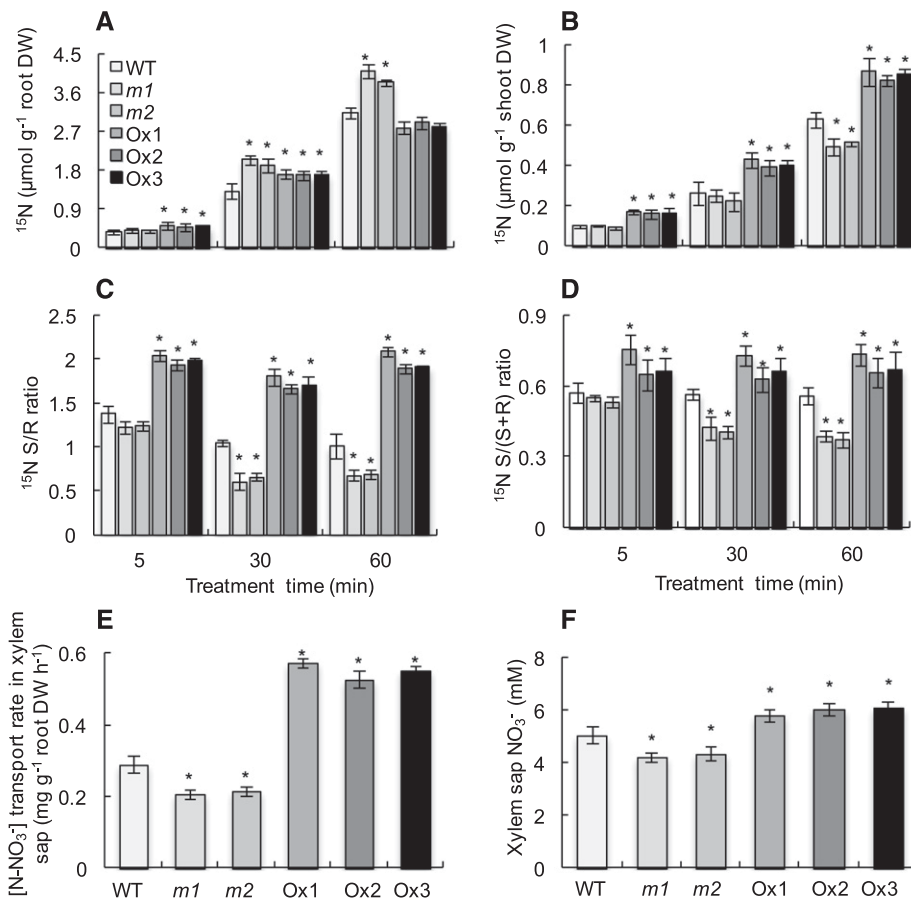 A
¹⁵N (µmol g⁻¹ root DW)
4.5
3.6
2.7
1.8
0.9
0
WT
m1
m2
Ox1
Ox2
Ox3
* * *
* * * * *
* *
B
¹⁵N (µmol g⁻¹ shoot DW)
1
0.8
0.6
0.4
0.2
0
* * *
* * *
* * * * *
C
¹⁵N S/R ratio
2.5
2
1.5
1
0.5
0
* * *
* * * * *
* * * * *
5 30 60
Treatment time (min)
D
¹⁵N S/(S+R) ratio
0.9
0.6
0.3
0
* * *
* * * * *
* * * * *
5 30 60
Treatment time (min)
E
[N-NO₃⁻] transport rate in xylem
sap (mg g⁻¹ root DW h⁻¹)
0.6
0.4
0.2
0
* * * * *
WT m1 m2 Ox1 Ox2 Ox3
F
Xylem sap NO₃⁻ (mM)
8
6
4
2
0
* * * * *
WT m1 m2 Ox1 Ox2 Ox3